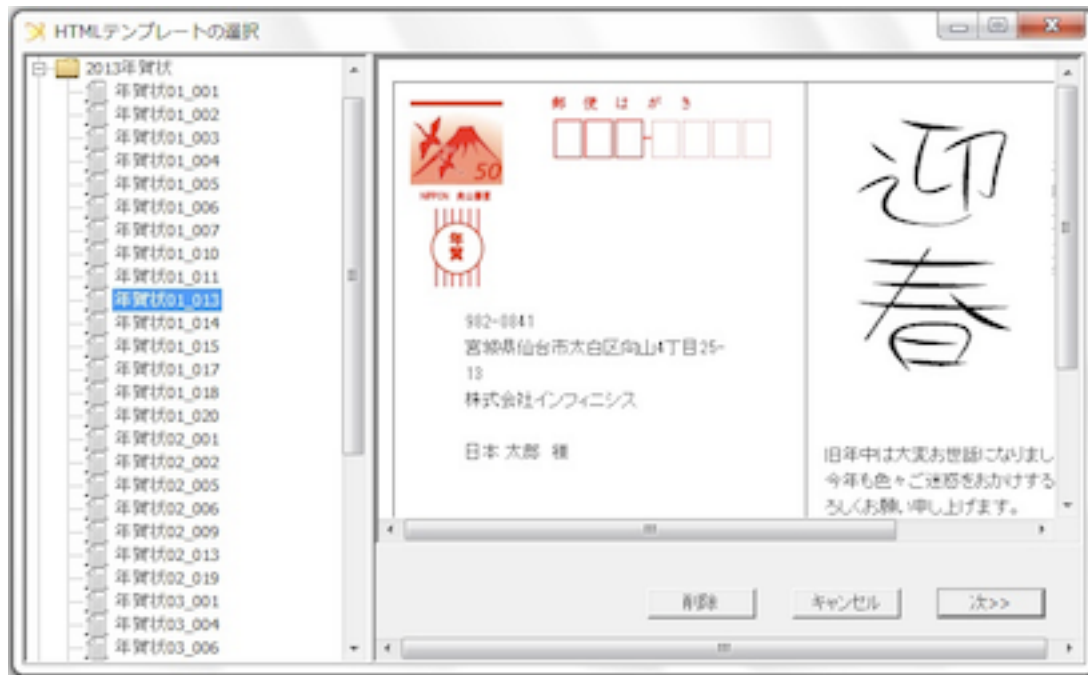 HTMLテンプレートの選択
2013年賀状
年賀状01_001
年賀状01_002
年賀状01_003
年賀状01_004
年賀状01_005
年賀状01_006
年賀状01_007
年賀状01_010
年賀状01_011
年賀状01_013
年賀状01_014
年賀状01_015
年賀状01_017
年賀状01_018
年賀状01_020
年賀状02_001
年賀状02_002
年賀状02_005
年賀状02_006
年賀状02_009
年賀状02_013
年賀状02_019
年賀状03_001
年賀状03_004
年賀状03_006
郵便はがき
50
NIPPON
年賀
982-0841
宮城県仙台市太白区向山4丁目25-
13
株式会社インフィニシス
日本 太郎 様
迎春
旧年中は大変お世話になりまし
今年も色々ご迷惑をおかけする
ろしくお願い申し上げます。
削除
キャンセル
次>>